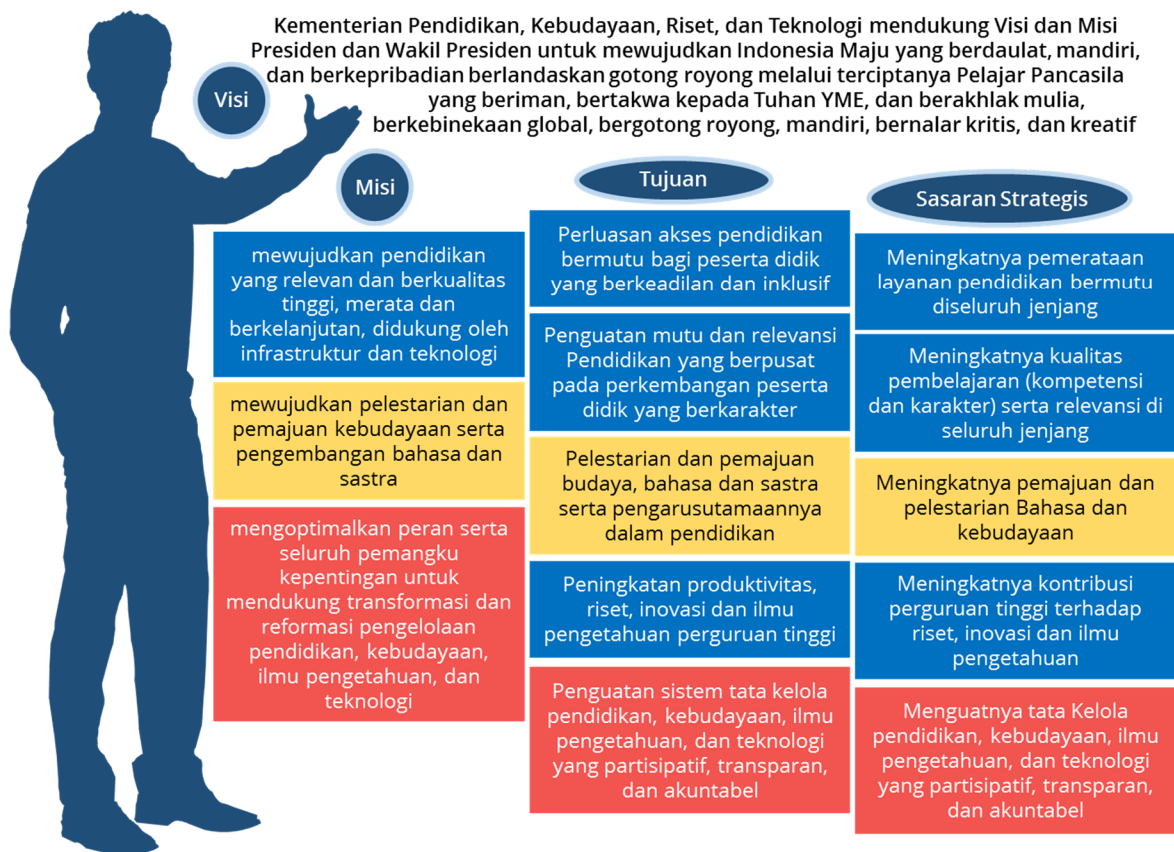 Kementerian Pendidikan, Kebudayaan, Riset, dan Teknologi mendukung Visi dan Misi
Presiden dan Wakil Presiden untuk mewujudkan Indonesia Maju yang berdaulat, mandiri,
dan berkepribadian berlandaskan gotong royong melalui terciptanya Pelajar Pancasila
yang beriman, bertakwa kepada Tuhan YME, dan berakhlak mulia,
berkebinekaan global, bergotong royong, mandiri, bernalar kritis, dan kreatif
Visi
Misi
mewujudkan pendidikan
yang relevan dan berkualitas
tinggi, merata dan
berkelanjutan, didukung oleh
infrastruktur dan teknologi
mewujudkan pelestarian dan
pemajuan kebudayaan serta
pengembangan bahasa dan
sastra
mengoptimalkan peran serta
seluruh pemangku
kepentingan untuk
mendukung transformasi dan
reformasi pengelolaan
pendidikan, kebudayaan,
ilmu pengetahuan, dan
teknologi
Tujuan
Perluasan akses pendidikan
bermutu bagi peserta didik
yang berkeadilan dan inklusif
Penguatan mutu dan relevansi
Pendidikan yang berpusat
pada perkembangan peserta
didik yang berkarakter
Pelestarian dan pemajuan
budaya, bahasa dan sastra
serta pengarusutamaannya
dalam pendidikan
Peningkatan produktivitas,
riset, inovasi dan ilmu
pengetahuan perguruan tinggi
Penguatan sistem tata kelola
pendidikan, kebudayaan, ilmu
pengetahuan, dan teknologi
yang partisipatif, transparan,
dan akuntabel
Sasaran Strategis
Meningkatnya pemerataan
layanan pendidikan bermutu
diseluruh jenjang
Meningkatnya kualitas
pembelajaran (kompetensi
dan karakter) serta relevansi di
seluruh jenjang
Meningkatnya pemajuan dan
pelestarian Bahasa dan
kebudayaan
Meningkatnya kontribusi
perguruan tinggi terhadap
riset, inovasi dan ilmu
pengetahuan
Menguatnya tata Kelola
pendidikan, kebudayaan, ilmu
pengetahuan, dan teknologi
yang partisipatif, transparan,
dan akuntabel